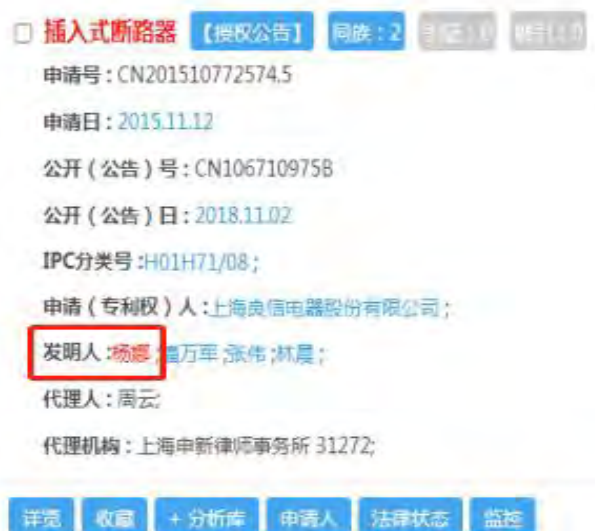 插入式断路器 【授权公告】 同族：2
申请号：CN201510772574.5
申请日：2015.11.12
公开（公告）号：CN106710975B
公开（公告）日：2018.11.02
IPC分类号：H01H71/08；
申请（专利权）人：上海良信电器股份有限公司；
发明人：杨娜；万军；张伟；林晨；
代理人：周云；
代理机构：上海申新律师事务所 31272;
详览 收藏 + 分析库 申请人 法律状态 监控